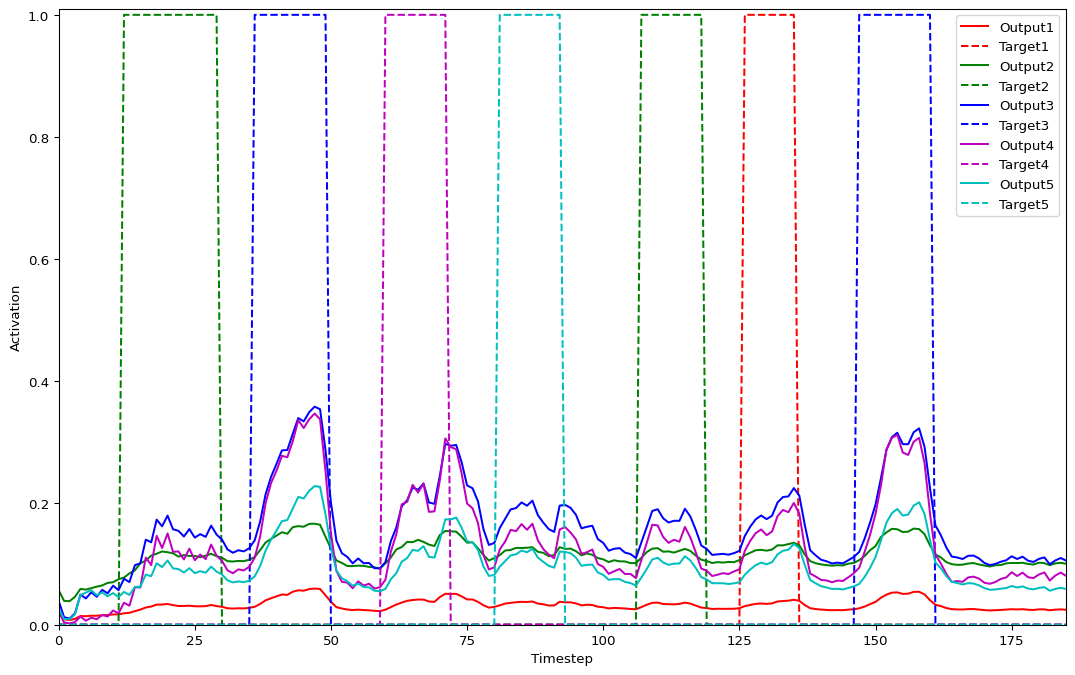 1.0
0.8
0.6
0.4
0.2
0.0
Activation
0
25
50
75
100
125
150
175
Timestep
Output1
Target1
Output2
Target2
Output3
Target3
Output4
Target4
Output5
Target5